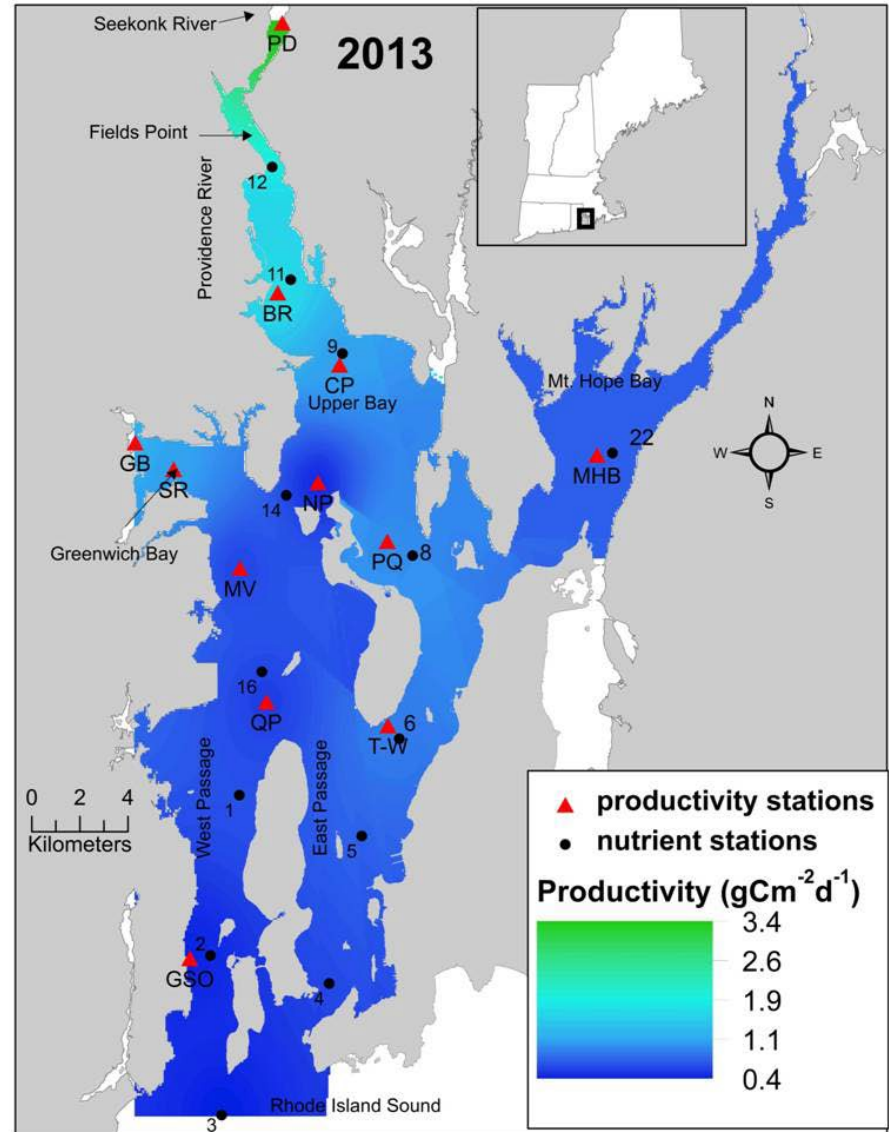 Seekonk River
PD
2013
Fields Point
Providence River
12
11
BR
9
CP
Upper Bay
Mt. Hope Bay
N
W E
S
GB
SR
22
MHB
14
NP
Greenwich Bay
PQ
8
MV
16
QP
6
T-W
West Passage
East Passage
0 2 4
Kilometers
1
5
2
GSO
4
3
Rhode Island Sound
productivity stations
nutrient stations
Productivity (gCm⁻²d⁻¹)
3.4
2.6
1.9
1.1
0.4